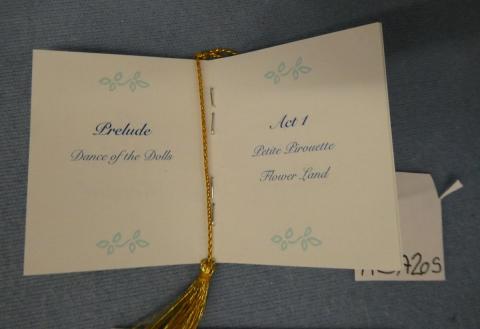 Prelude
Dance of the Dolls
Act 1
Petite Pirouette
Flower Land